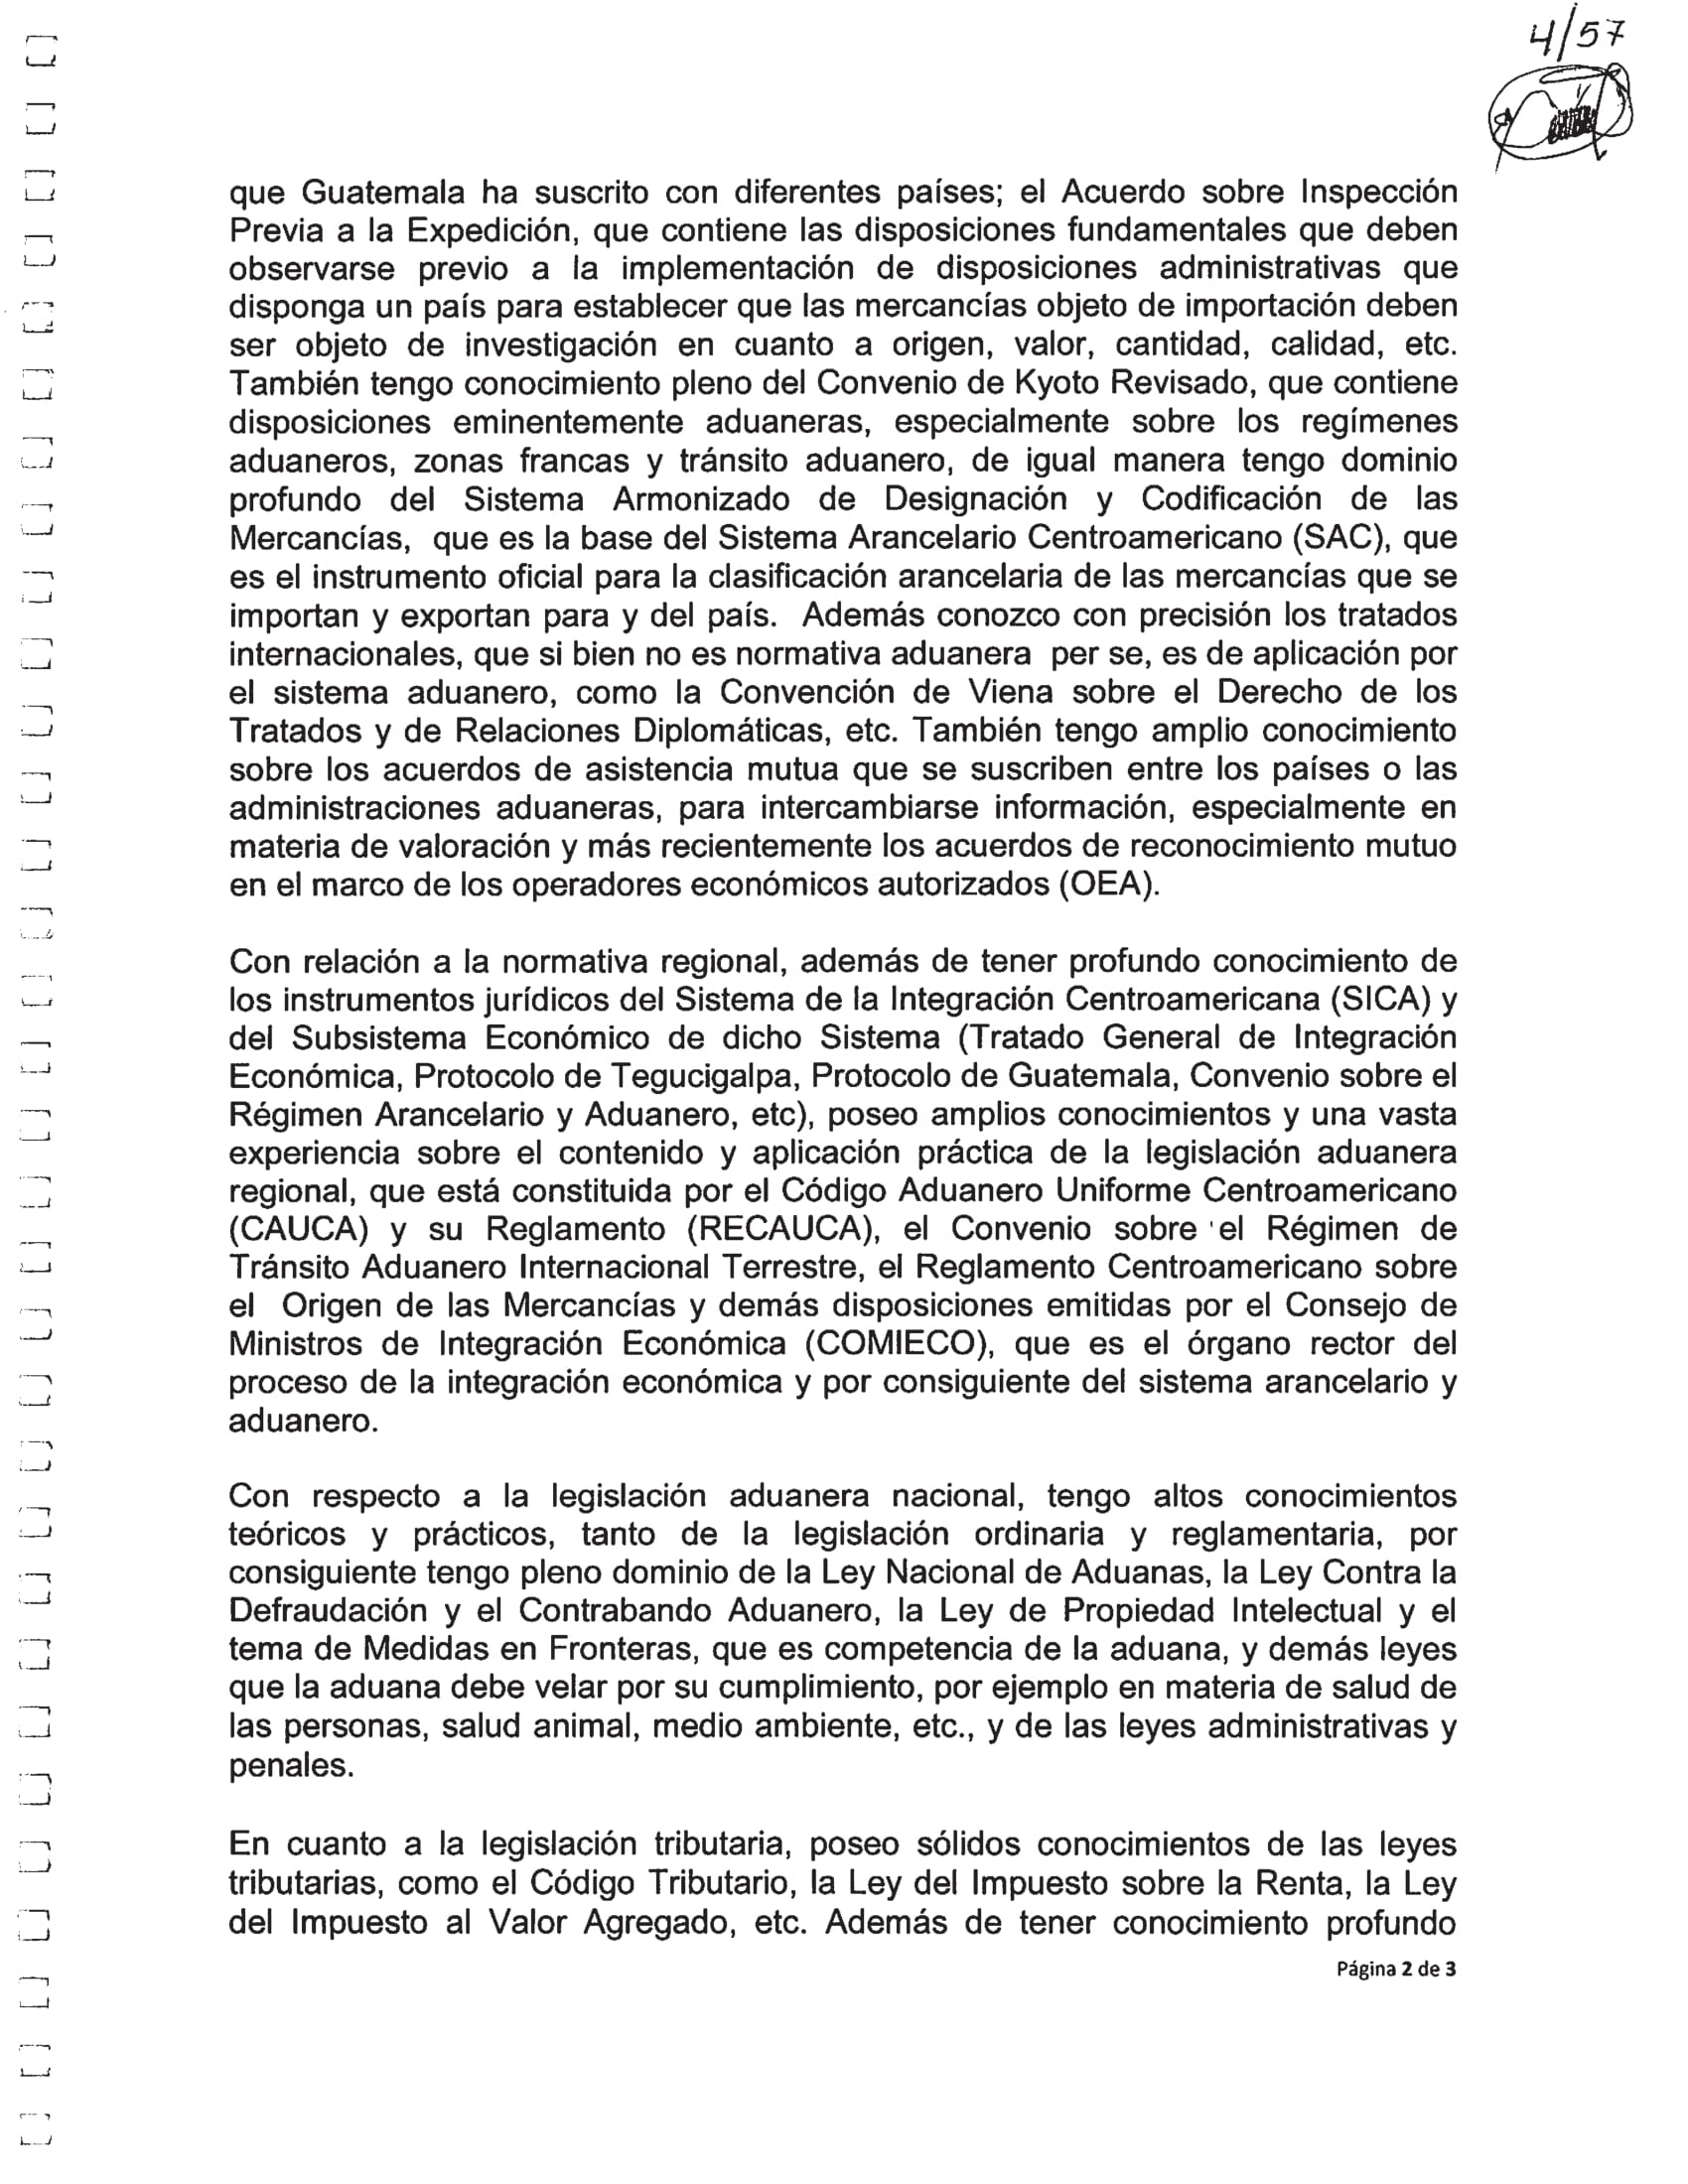 4/57
que Guatemala ha suscrito con diferentes países; el Acuerdo sobre Inspección
Previa a la Expedición, que contiene las disposiciones fundamentales que deben
observarse previo a la implementación de disposiciones administrativas que
disponga un país para establecer que las mercancías objeto de importación deben
ser objeto de investigación en cuanto a origen, valor, cantidad, calidad, etc.
También tengo conocimiento pleno del Convenio de Kyoto Revisado, que contiene
disposiciones eminentemente aduaneras, especialmente sobre los regímenes
aduaneros, zonas francas y tránsito aduanero, de igual manera tengo dominio
profundo del Sistema Armonizado de Designación y Codificación de las
Mercancías, que es la base del Sistema Arancelario Centroamericano (SAC), que
es el instrumento oficial para la clasificación arancelaria de las mercancías que se
importan y exportan para y del país. Además conozco con precisión los tratados
internacionales, que si bien no es normativa aduanera per se, es de aplicación por
el sistema aduanero, como la Convención de Viena sobre el Derecho de los
Tratados y de Relaciones Diplomáticas, etc. También tengo amplio conocimiento
sobre los acuerdos de asistencia mutua que se suscriben entre los países o las
administraciones aduaneras, para intercambiarse información, especialmente en
materia de valoración y más recientemente los acuerdos de reconocimiento mutuo
en el marco de los operadores económicos autorizados (OEA).
Con relación a la normativa regional, además de tener profundo conocimiento de
los instrumentos jurídicos del Sistema de la Integración Centroamericana (SICA) y
del Subsistema Económico de dicho Sistema (Tratado General de Integración
Económica, Protocolo de Tegucigalpa, Protocolo de Guatemala, Convenio sobre el
Régimen Arancelario y Aduanero, etc), poseo amplios conocimientos y una vasta
experiencia sobre el contenido y aplicación práctica de la legislación aduanera
regional, que está constituida por el Código Aduanero Uniforme Centroamericano
(CAUCA) y su Reglamento (RECAUCA), el Convenio sobre el Régimen de
Tránsito Aduanero Internacional Terrestre, el Reglamento Centroamericano sobre
el Origen de las Mercancías y demás disposiciones emitidas por el Consejo de
Ministros de Integración Económica (COMIECO), que es el órgano rector del
proceso de la integración económica y por consiguiente del sistema arancelario y
aduanero.
Con respecto a la legislación aduanera nacional, tengo altos conocimientos
teóricos y prácticos, tanto de la legislación ordinaria y reglamentaria, por
consiguiente tengo pleno dominio de la Ley Nacional de Aduanas, la Ley Contra la
Defraudación y el Contrabando Aduanero, la Ley de Propiedad Intelectual y el
tema de Medidas en Fronteras, que es competencia de la aduana, y demás leyes
que la aduana debe velar por su cumplimiento, por ejemplo en materia de salud de
las personas, salud animal, medio ambiente, etc., y de las leyes administrativas y
penales.
En cuanto a la legislación tributaria, poseo sólidos conocimientos de las leyes
tributarias, como el Código Tributario, la Ley del Impuesto sobre la Renta, la Ley
del Impuesto al Valor Agregado, etc. Además de tener conocimiento profundo
Página 2 de 3